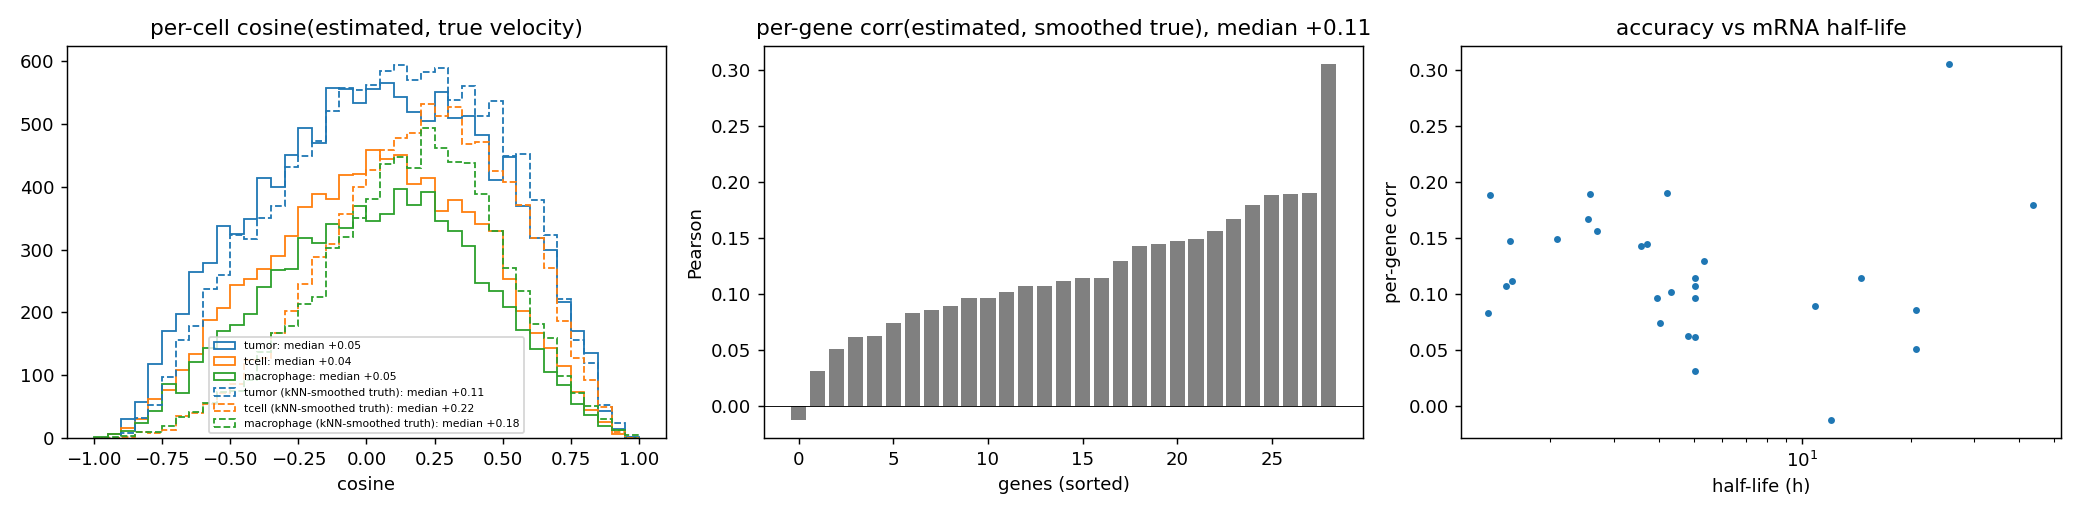 per-cell cosine(estimated, true velocity)
600
500
400
300
200
100
0
tumor: median +0.05
tcell: median +0.04
macrophage: median +0.05
tumor (kNN-smoothed truth): median +0.11
tcell (kNN-smoothed truth): median +0.22
macrophage (kNN-smoothed truth): median +0.18
−1.00 −0.75 −0.50 −0.25 0.00 0.25 0.50 0.75 1.00
cosine
per-gene corr(estimated, smoothed true), median +0.11
Pearson
0.30
0.25
0.20
0.15
0.10
0.05
0.00
0 5 10 15 20 25
genes (sorted)
accuracy vs mRNA half-life
per-gene corr
0.30
0.25
0.20
0.15
0.10
0.05
0.00
10¹
half-life (h)